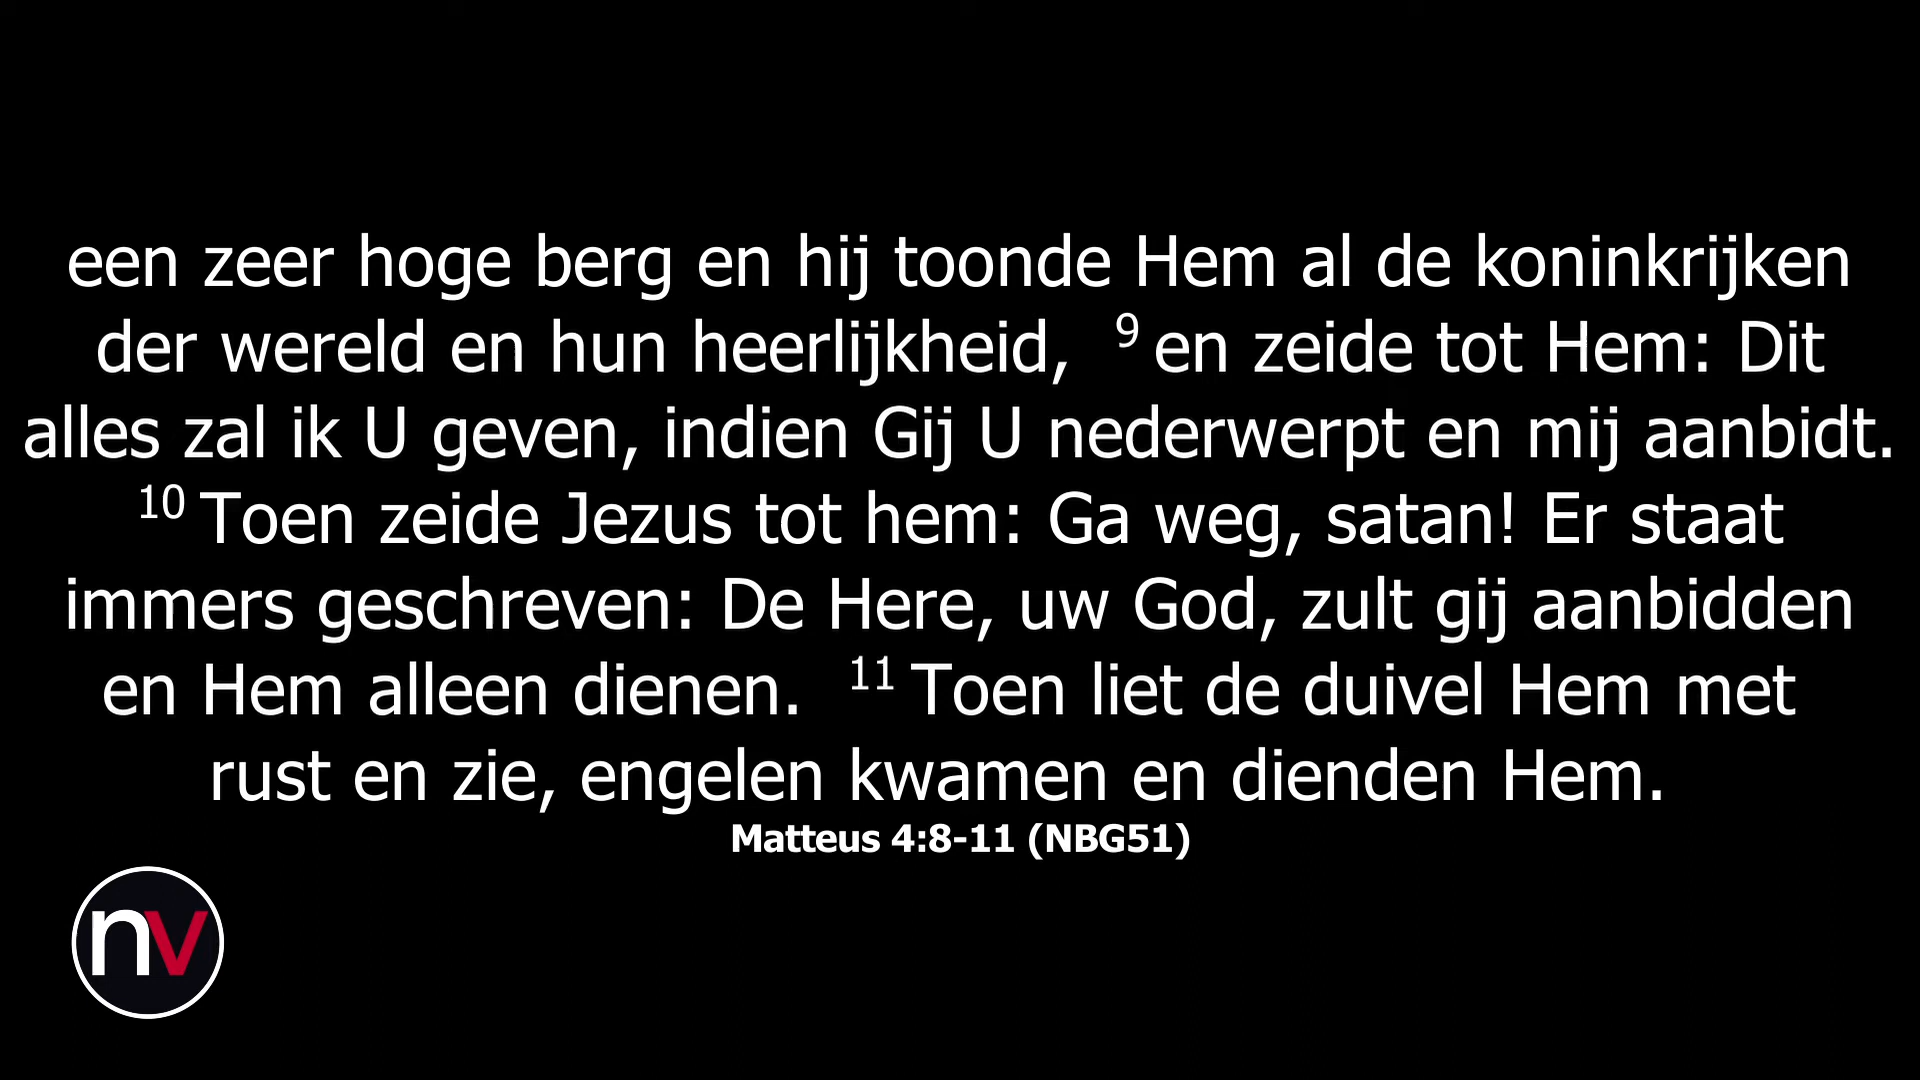 een zeer hoge berg en hij toonde Hem al de koninkrijken
der wereld en hun heerlijkheid, 9 en zeide tot Hem: Dit
alles zal ik U geven, indien Gij U nederwerpt en mij aanbidt.
10 Toen zeide Jezus tot hem: Ga weg, satan! Er staat
immers geschreven: De Here, uw God, zult gij aanbidden
en Hem alleen dienen. 11 Toen liet de duivel Hem met
rust en zie, engelen kwamen en dienden Hem.
Matteus 4:8-11 (NBG51)
nv